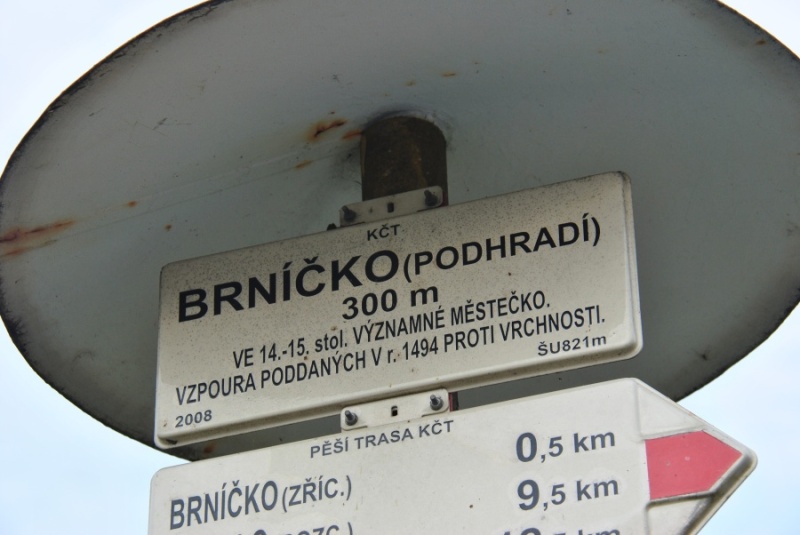 KČT
BRNÍČKO (PODHRADÍ)
300 m
VE 14.-15. stol. VÝZNAMNÉ MĚSTEČKO.
VZPOURA PODDANÝCH V r. 1494 PROTI VRCHNOSTI.
2008 ŠU821m
PĚŠÍ TRASA KČT
BRNÍČKO (ZŘÍC.) 0,5 km
9,5 km
km